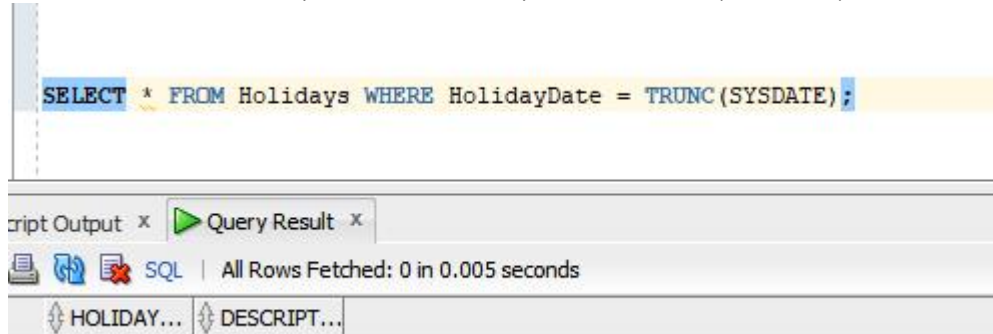 SELECT * FROM Holidays WHERE HolidayDate = TRUNC(SYSDATE);
cript Output x Query Result x
SQL | All Rows Fetched: 0 in 0.005 seconds
HOLIDAY... DESCRIPT...